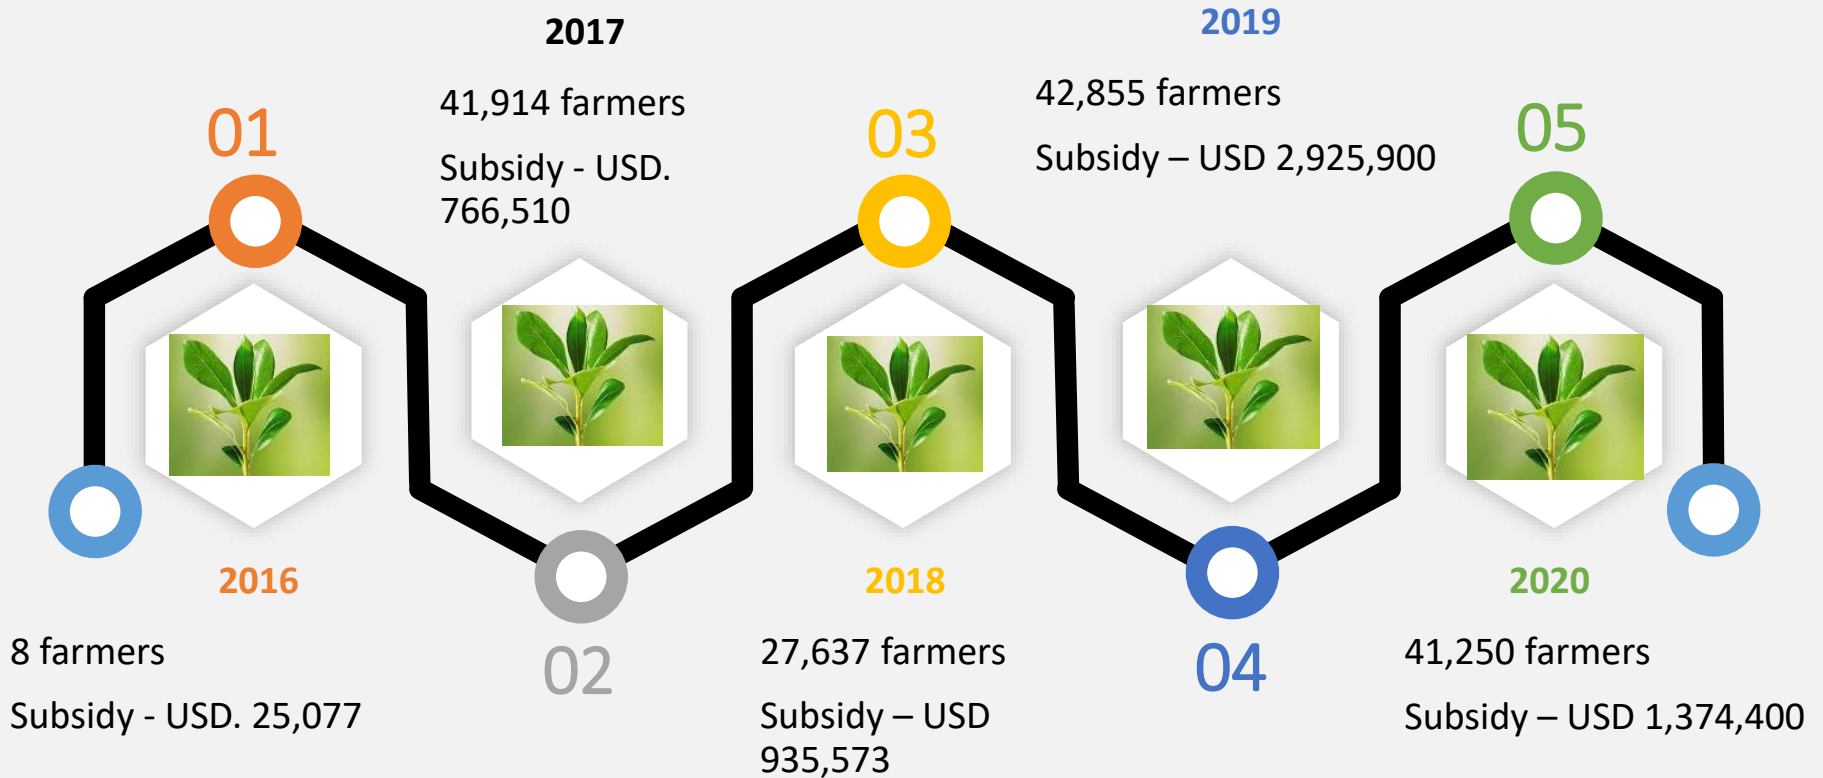 01
2016
8 farmers
Subsidy - USD. 25,077
2017
41,914 farmers
Subsidy - USD.
766,510
02
03
2018
27,637 farmers
Subsidy – USD
935,573
2019
42,855 farmers
Subsidy – USD 2,925,900
04
05
2020
41,250 farmers
Subsidy – USD 1,374,400